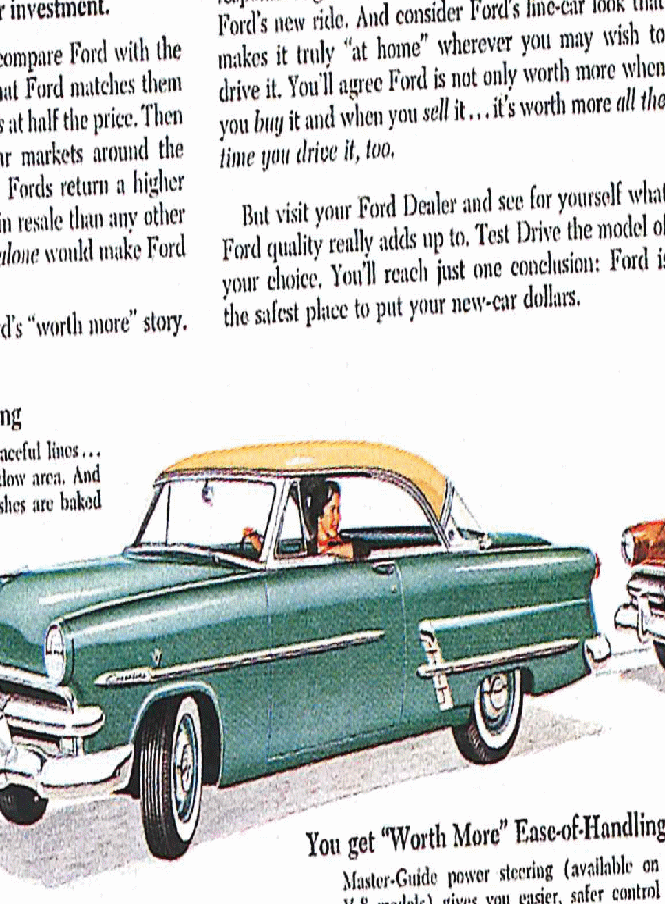 r investment.
compare Ford with the
at Ford matches them
s at half the price. Then
ar markets around the
Fords return a higher
in resale than any other
alone would make Ford
d's "worth more" story.
Ford's new ride. And consider Ford's fine-car look that
makes it truly "at home" wherever you may wish to
drive it. You'll agree Ford is not only worth more when
you buy it and when you sell it...it's worth more all the
time you drive it, too.
But visit your Ford Dealer and see for yourself what
Ford quality really adds up to. Test Drive the model of
your choice. You'll reach just one conclusion: Ford is
the safest place to put your new-car dollars.
ng
aceful lines...
dow area. And
shes are baked
You get "Worth More" Ease-of-Handling
Master-Guide power steering (available on
V-8 models) gives you easier, safer control